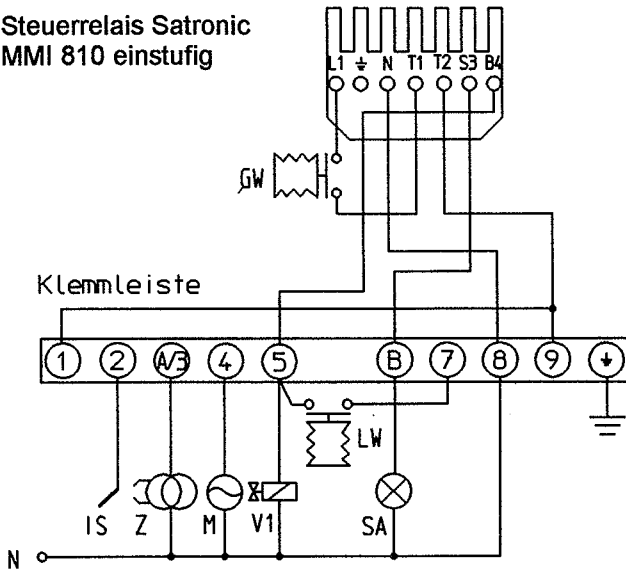 Steuerrelais Satronic
MMI 810 einstufig
L1 N T1 T2 S3 B4
GW
Klemmleiste
1 2 A/3 4 5 B 7 8 9
LW
IS Z M V1 SA
N